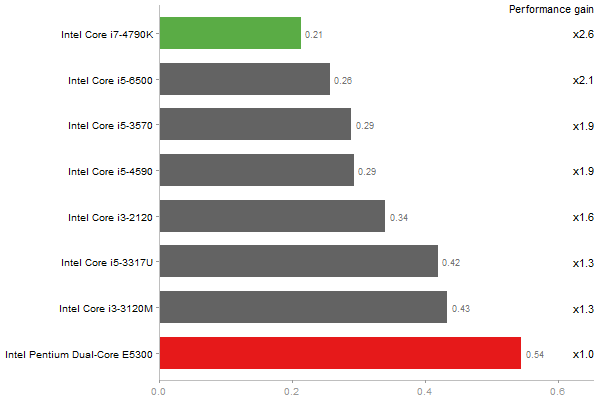 Performance gain
Intel Core i7-4790K 0.21 x2.6
Intel Core i5-6500 0.26 x2.1
Intel Core i5-3570 0.29 x1.9
Intel Core i5-4590 0.29 x1.9
Intel Core i3-2120 0.34 x1.6
Intel Core i5-3317U 0.42 x1.3
Intel Core i3-3120M 0.43 x1.3
Intel Pentium Dual-Core E5300 0.54 x1.0
0.0 0.2 0.4 0.6